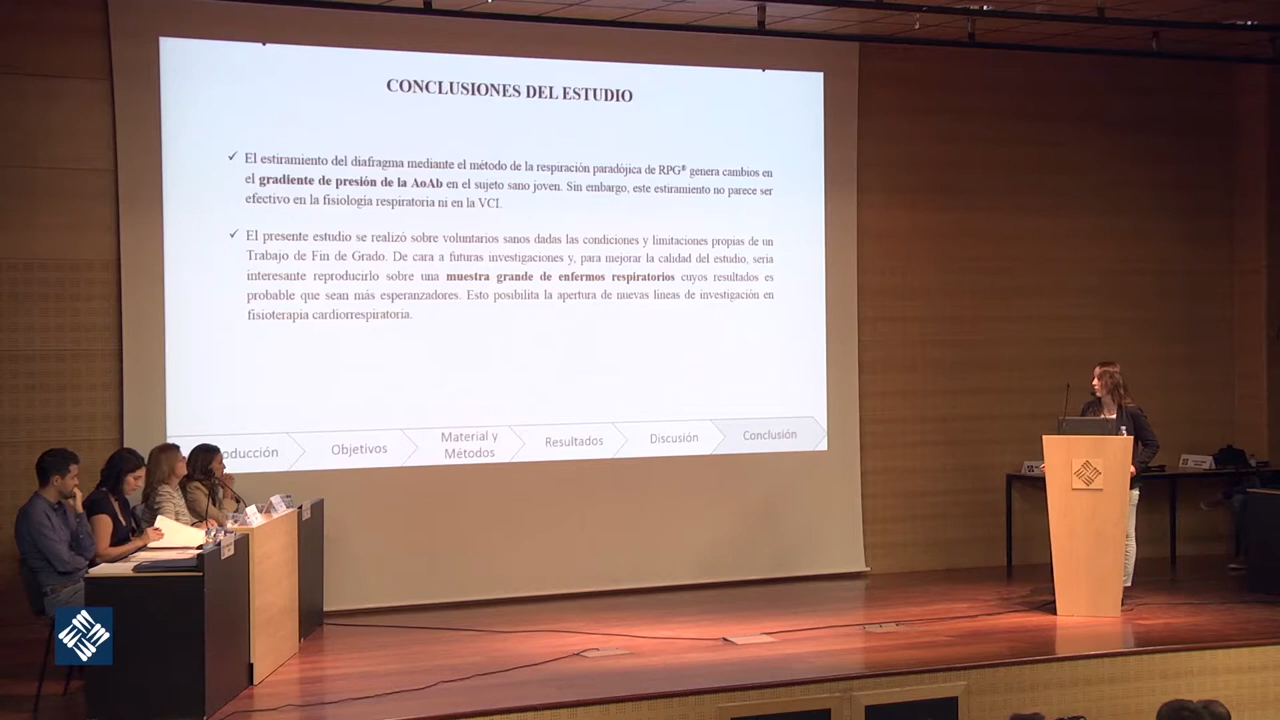 CONCLUSIONES DEL ESTUDIO
✓ El estiramiento del diafragma mediante el método de la respiración paradójica de RPG® genera cambios en
el gradiente de presión de la AoAb en el sujeto sano joven. Sin embargo, este estiramiento no parece ser
efectivo en la fisiología respiratoria ni en la VCI.
✓ El presente estudio se realizó sobre voluntarios sanos dadas las condiciones y limitaciones propias de un
Trabajo de Fin de Grado. De cara a futuras investigaciones y, para mejorar la calidad del estudio, sería
interesante reproducirlo sobre una muestra grande de enfermos respiratorios cuyos resultados es
probable que sean más esperanzadores. Esto posibilita la apertura de nuevas líneas de investigación en
fisioterapia cardiorrespiratoria.
oducción
Objetivos
Material y
Métodos
Resultados
Discusión
Conclusión